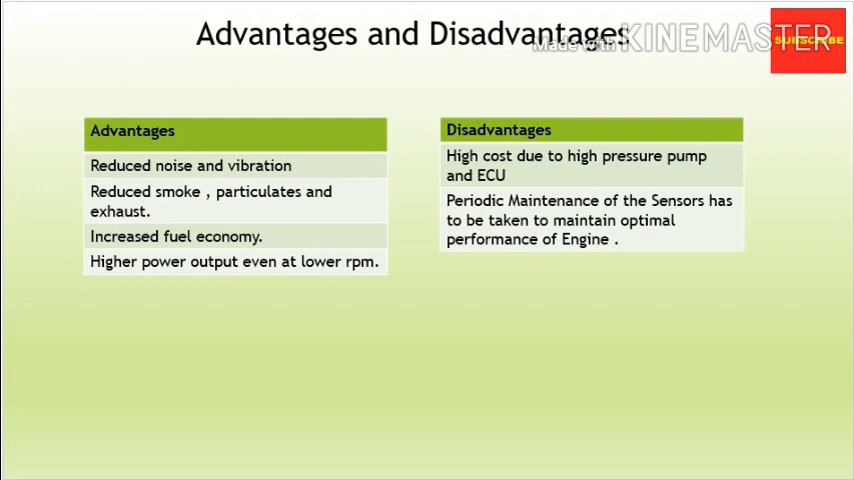 Advantages and Disadvantages
Made with KINEMASTER
SUBSCRIBE
Advantages
Reduced noise and vibration
Reduced smoke , particulates and
exhaust.
Increased fuel economy.
Higher power output even at lower rpm.
Disadvantages
High cost due to high pressure pump
and ECU
Periodic Maintenance of the Sensors has
to be taken to maintain optimal
performance of Engine .